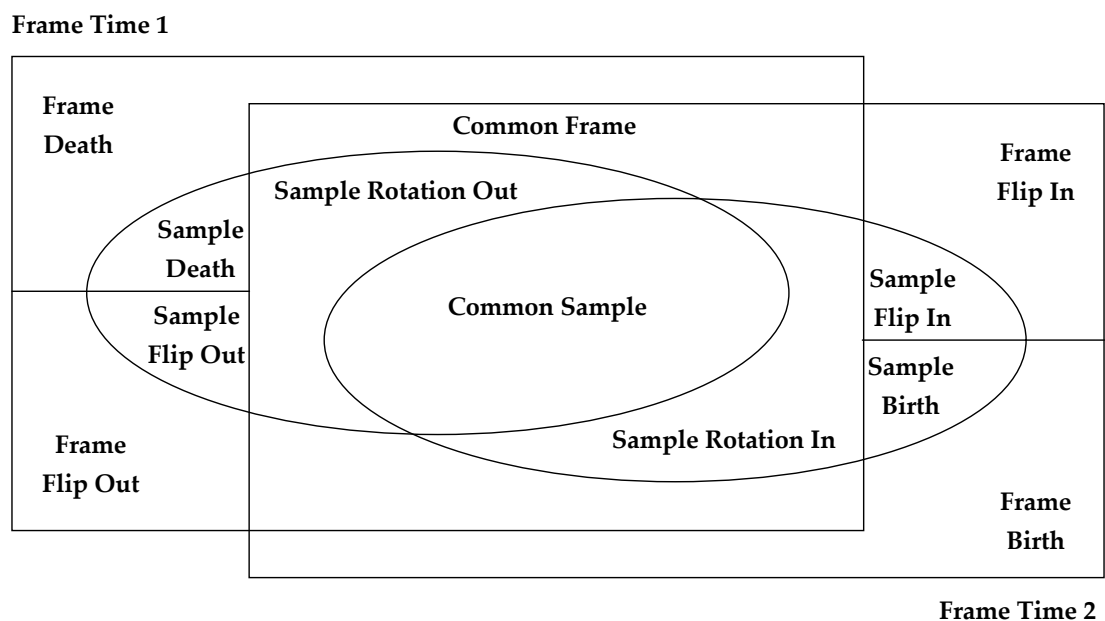 Frame Time 1
Frame
Death
Common Frame
Frame
Flip In
Sample Rotation Out
Sample
Death
Sample
Flip In
Common Sample
Sample
Flip Out
Sample
Birth
Sample Rotation In
Frame
Flip Out
Frame
Birth
Frame Time 2